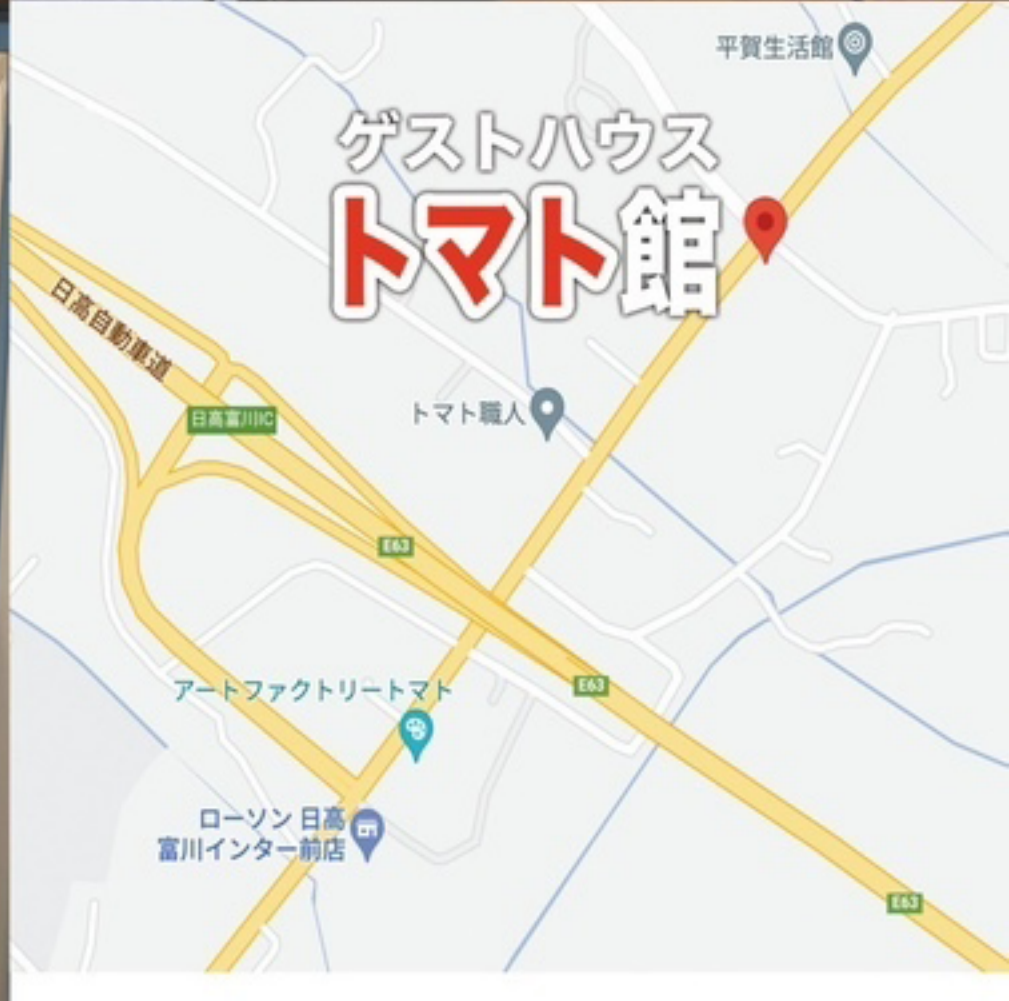 平賀生活館
ゲストハウス
トマト館
日高自動車道
トマト職人
日高富川IC
E63
アートファクトリートマト
E63
ローソン 日高
富川インター前店
E63